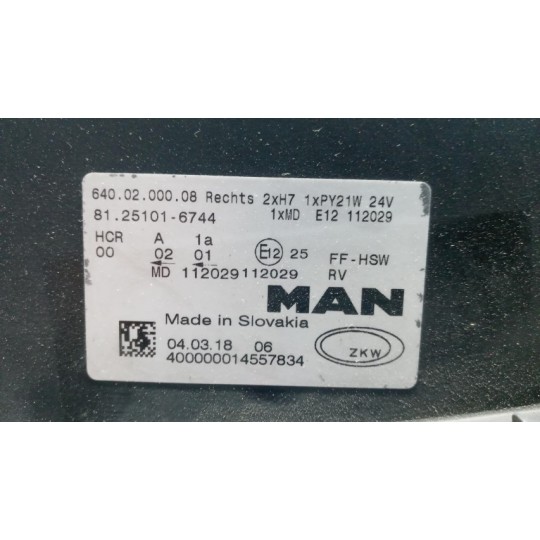 640.02.000.08 Rechts 2xH7 1xPY21W 24V
81.25101-6744 1xMD E12 112029
HCR A 1a E12 25 FF-HSW
00 02 01 RV
MD 112029112029
MAN
Made in Slovakia
04.03.18 06 ZKW
400000014557834